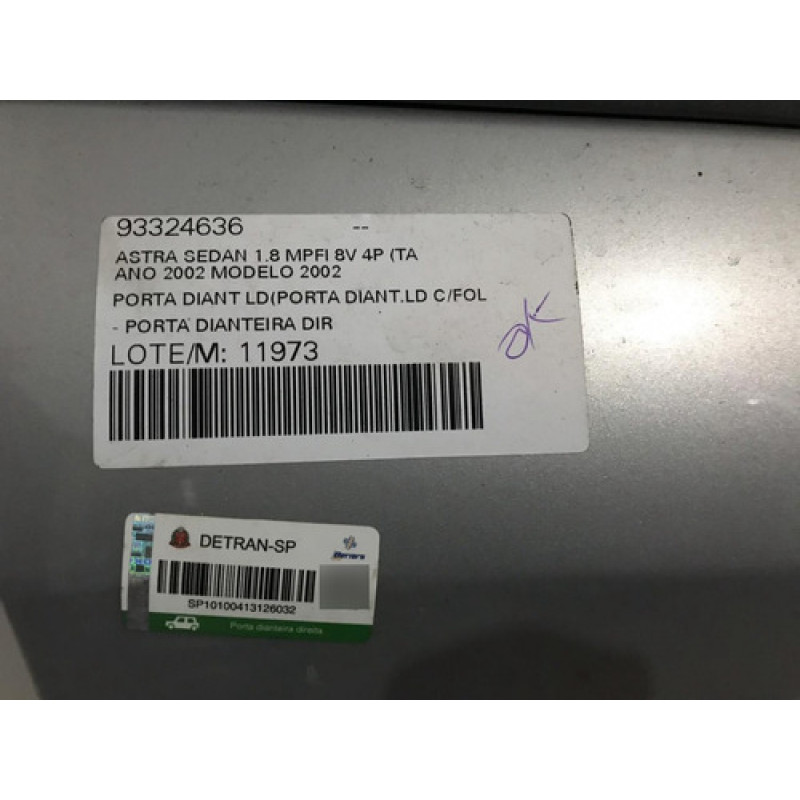 93324636 --
ASTRA SEDAN 1.8 MPFI 8V 4P (TA
ANO 2002 MODELO 2002
PORTA DIANT LD(PORTA DIANT.LD C/FOL
- PORTA DIANTEIRA DIR
LOTE/M: 11973
OK
DETRAN-SP
SP10100413126032
Porta dianteira direita